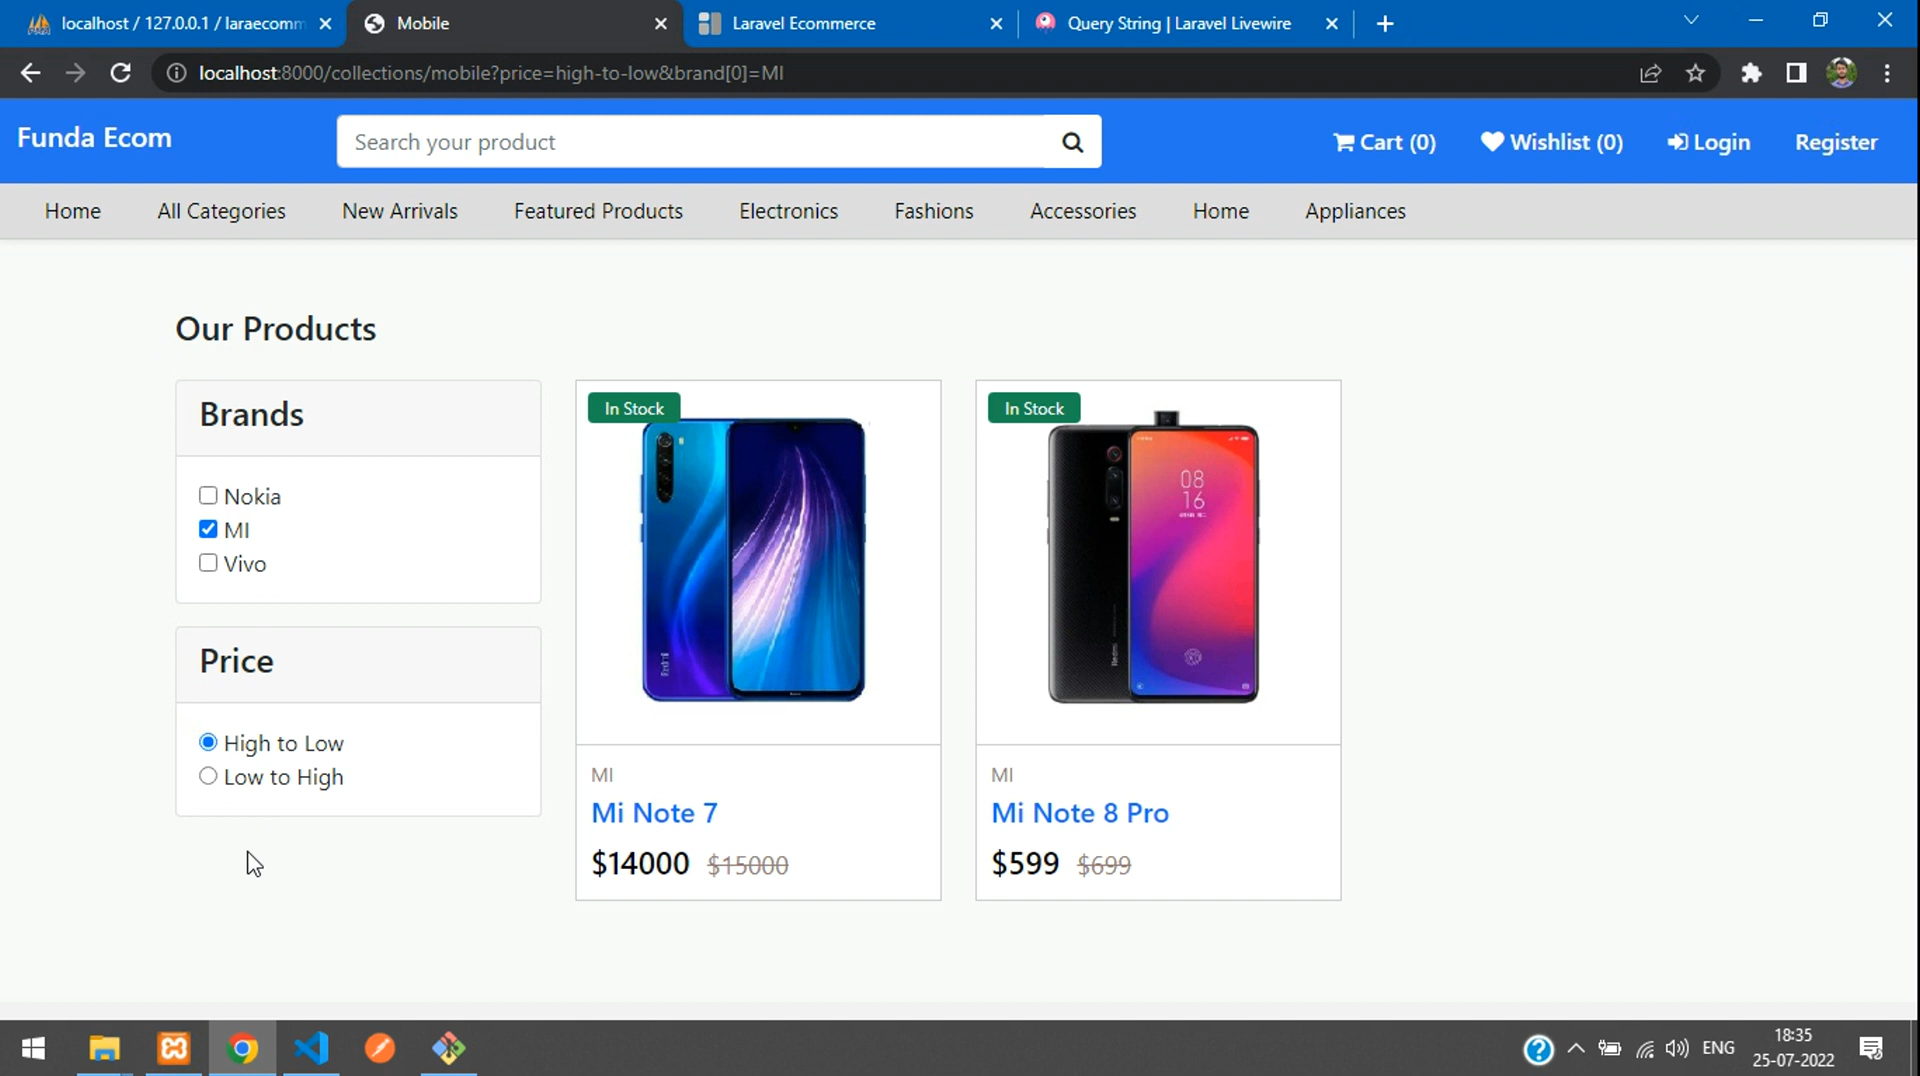 localhost / 127.0.0.1 / laraecomm
Mobile
Laravel Ecommerce
Query String | Laravel Livewire
localhost:8000/collections/mobile?price=high-to-low&brand[0]=MI
Funda Ecom
Search your product
Cart (0)
Wishlist (0)
Login
Register
Home
All Categories
New Arrivals
Featured Products
Electronics
Fashions
Accessories
Home
Appliances
Our Products
Brands
Nokia
MI
Vivo
Price
High to Low
Low to High
In Stock
Redmi
MI
Mi Note 7
$14000 $15000
In Stock
08
16
Redmi
MI
Mi Note 8 Pro
$599 $699
ENG
18:35
25-07-2022